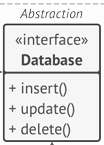 Abstraction
«interface»
Database
+ insert()
+ update()
+ delete()